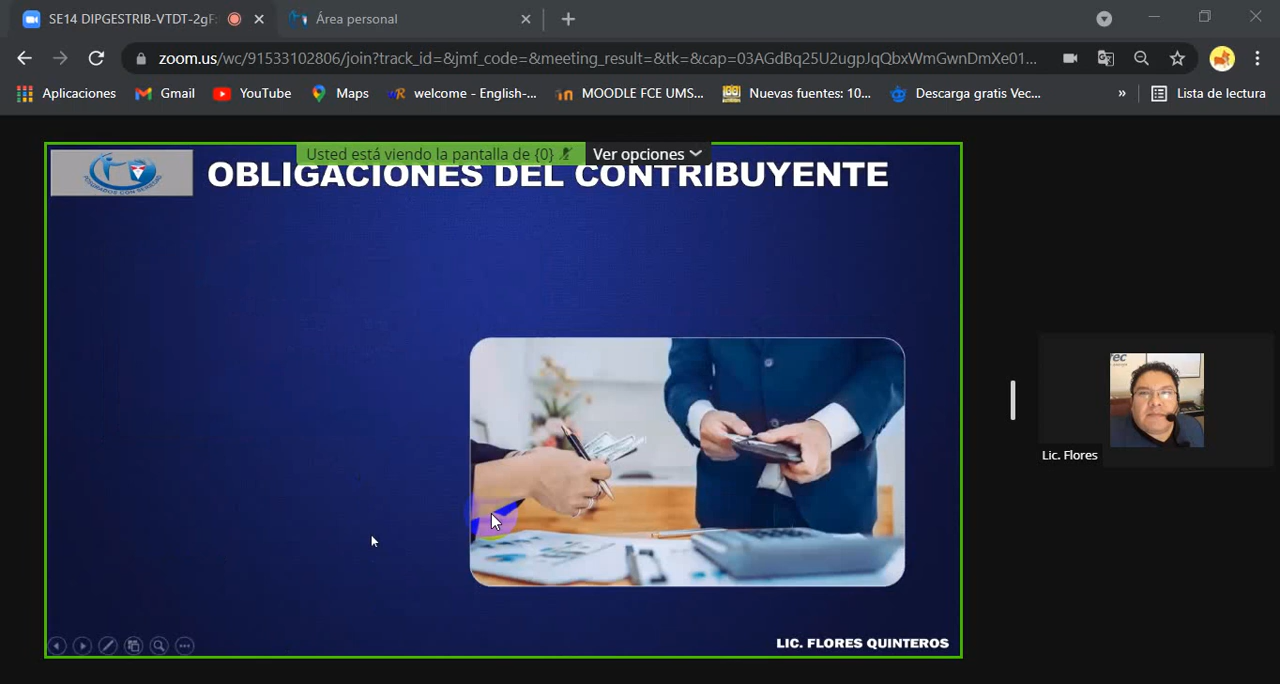 SE14 DIPGESTRIB-VTDT-2gF
Área personal
zoom.us/wc/91533102806/join?track_id=&jmf_code=&meeting_result=&tk=&cap=03AGdBq25U2ugpJqQbxWmGwnDmXe01...
Aplicaciones
Gmail
YouTube
Maps
welcome - English-...
MOODLE FCE UMS...
Nuevas fuentes: 10...
Descarga gratis Vec...
»
Lista de lectura
Usted está viendo la pantalla de {0}
Ver opciones
OBLIGACIONES DEL CONTRIBUYENTE
Lic. Flores
LIC. FLORES QUINTEROS